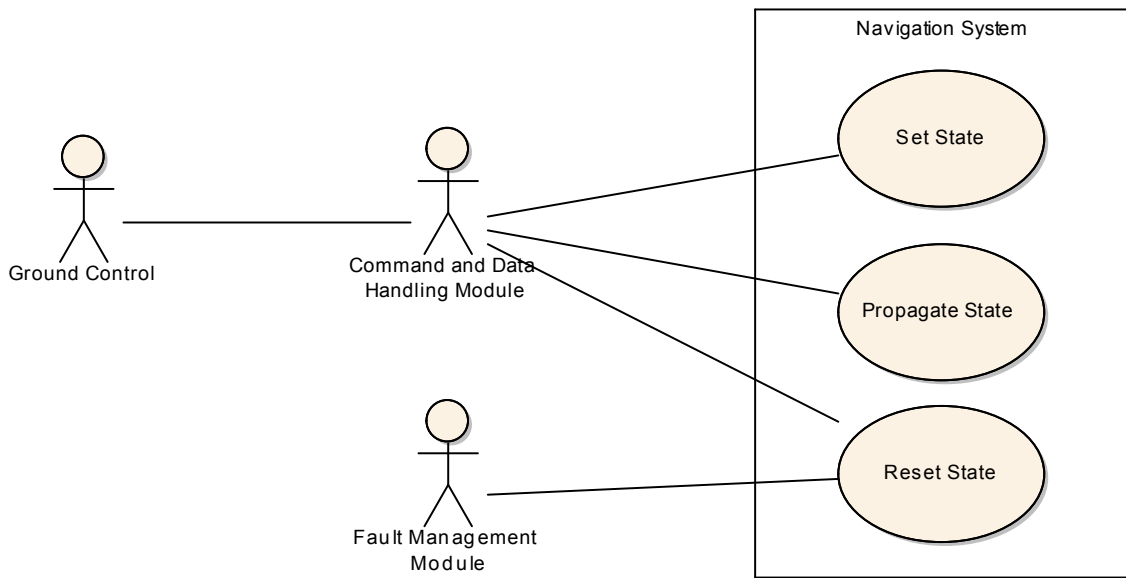 Navigation System
Set State
Ground Control
Command and Data
Handling Module
Propagate State
Reset State
Fault Management
Module